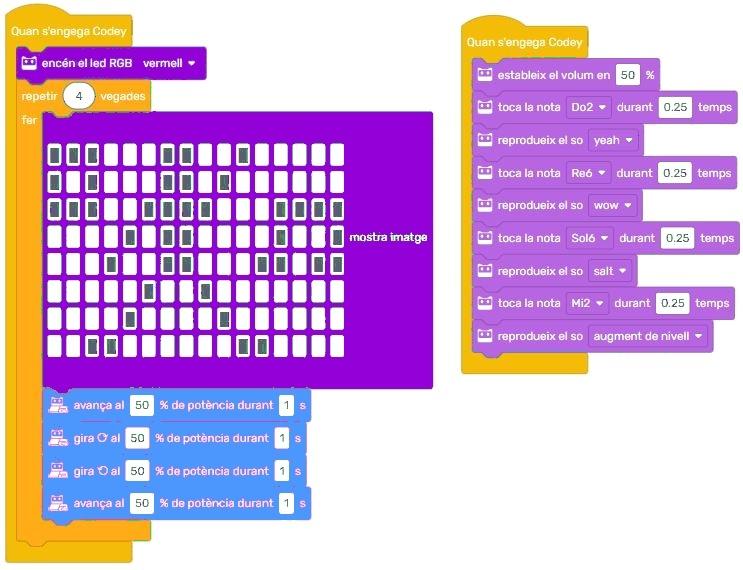 Quan s'engega Codey
encén el led RGB vermell
repetir 4 vegades
fer
mostra imatge
avança al 50 % de potència durant 1 s
gira al 50 % de potència durant 1 s
gira al 50 % de potència durant 1 s
avança al 50 % de potència durant 1 s
Quan s'engega Codey
estableix el volum en 50 %
toca la nota Do2 durant 0.25 temps
reprodueix el so yeah
toca la nota Re6 durant 0.25 temps
reprodueix el so wow
toca la nota Sol6 durant 0.25 temps
reprodueix el so salt
toca la nota Mi2 durant 0.25 temps
reprodueix el so augment de nivell